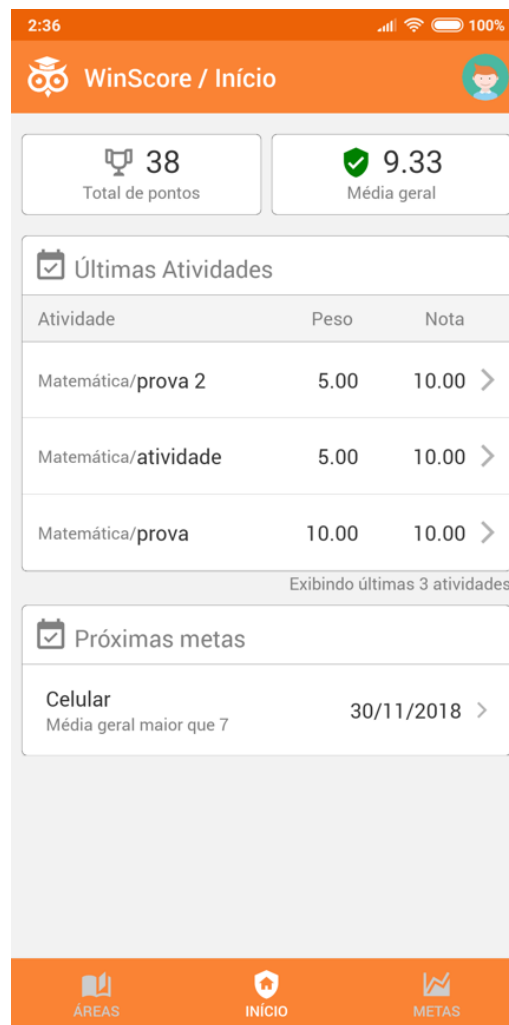 2:36 100%
WinScore / Início
38
Total de pontos
9.33
Média geral
Últimas Atividades
Atividade Peso Nota
Matemática/prova 2 5.00 10.00
Matemática/atividade 5.00 10.00
Matemática/prova 10.00 10.00
Exibindo últimas 3 atividades
Próximas metas
Celular
Média geral maior que 7
30/11/2018
ÁREAS INÍCIO METAS